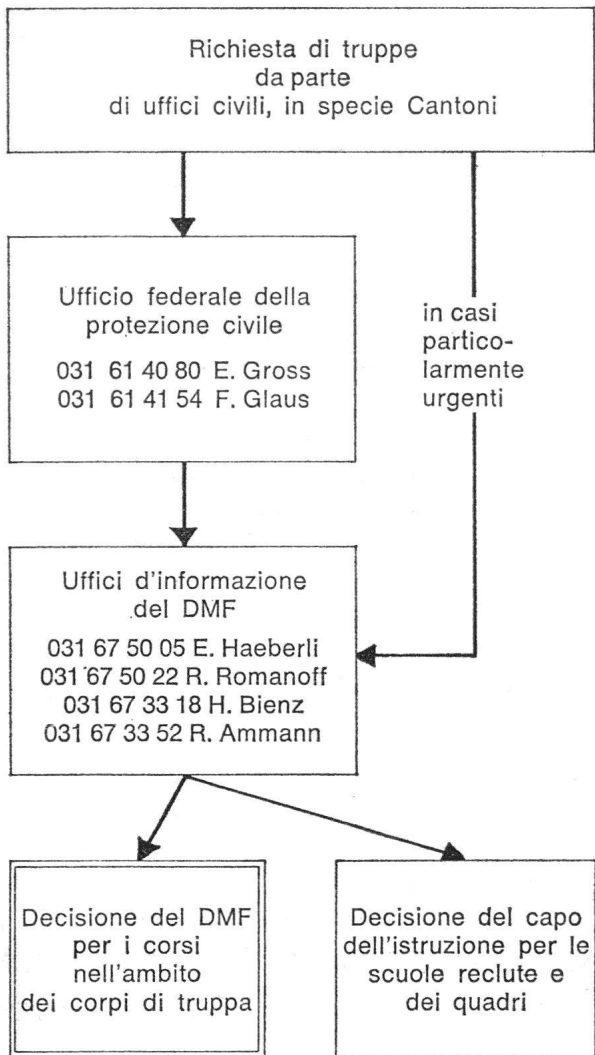 Richiesta di truppe
da parte
di uffici civili, in specie Cantoni
Ufficio federale della
protezione civile
031 61 40 80 E. Gross
031 61 41 54 F. Glaus
in casi
partico-
larmente
urgenti
Uffici d'informazione
del DMF
031 67 50 05 E. Haeberli
031 67 50 22 R. Romanoff
031 67 33 18 H. Bienz
031 67 33 52 R. Ammann
Decisione del DMF
per i corsi
nell'ambito
dei corpi di truppa
Decisione del capo
dell'istruzione per le
scuole reclute e
dei quadri